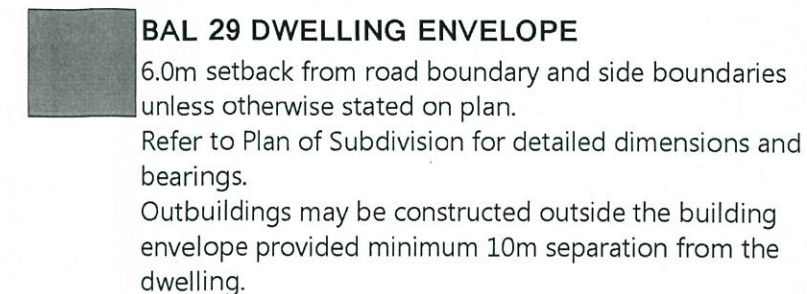 BAL 29 DWELLING ENVELOPE
6.0m setback from road boundary and side boundaries
unless otherwise stated on plan.
Refer to Plan of Subdivision for detailed dimensions and
bearings.
Outbuildings may be constructed outside the building
envelope provided minimum 10m separation from the
dwelling.